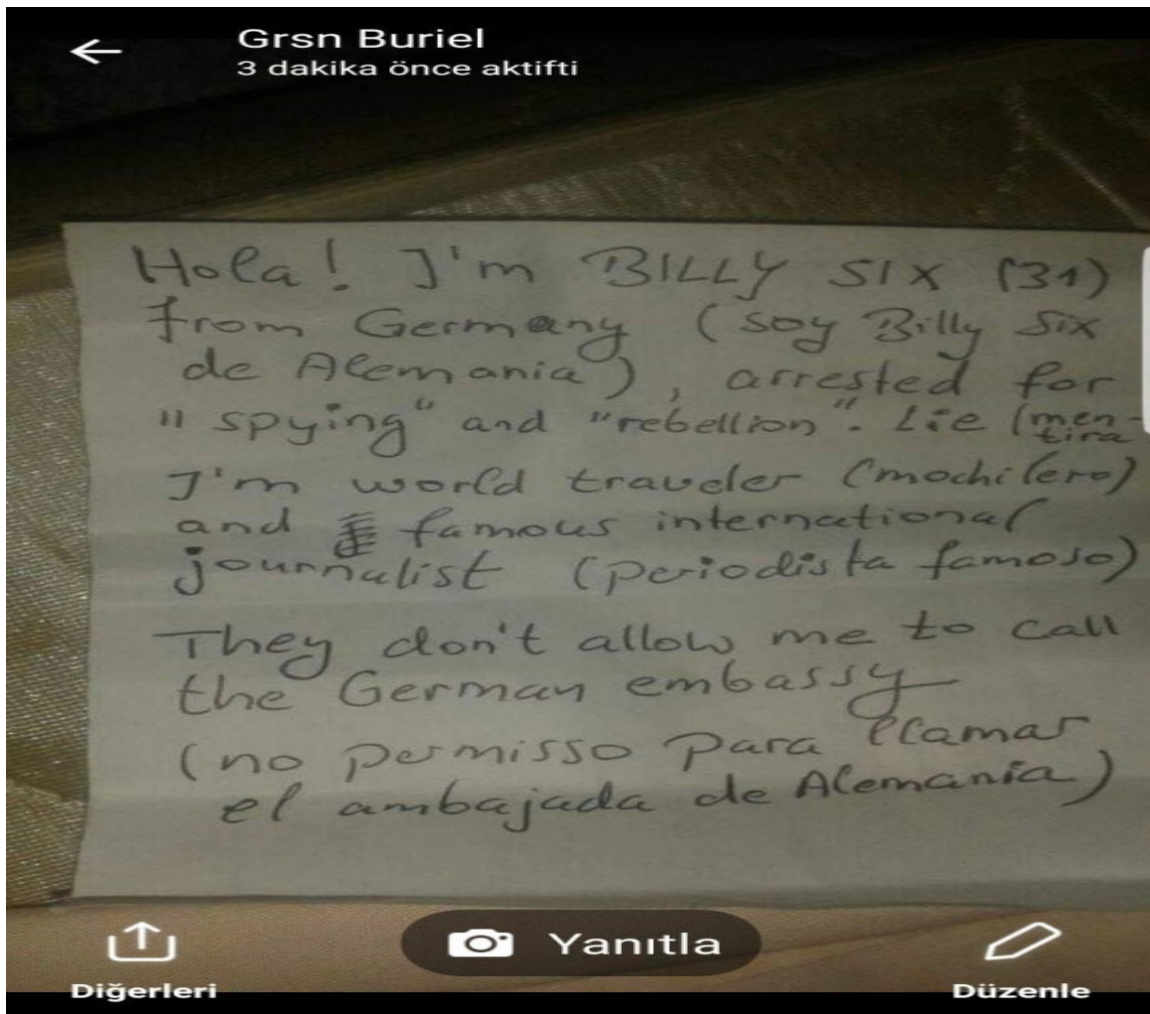 Grsn Buriel
3 dakika önce aktifti
Hola! I'm BILLY SIX (31)
from Germany (soy Billy Six
de Alemania), arrested for
"spying" and "rebellion". Lie (men-
tira
I'm world traveler (mochilero)
and famous international
journalist (periodista famoso)
They don't allow me to call
the German embassy
(no permisso para llamar
el ambajada de Alemania)
Yanıtla
Diğerleri
Düzenle